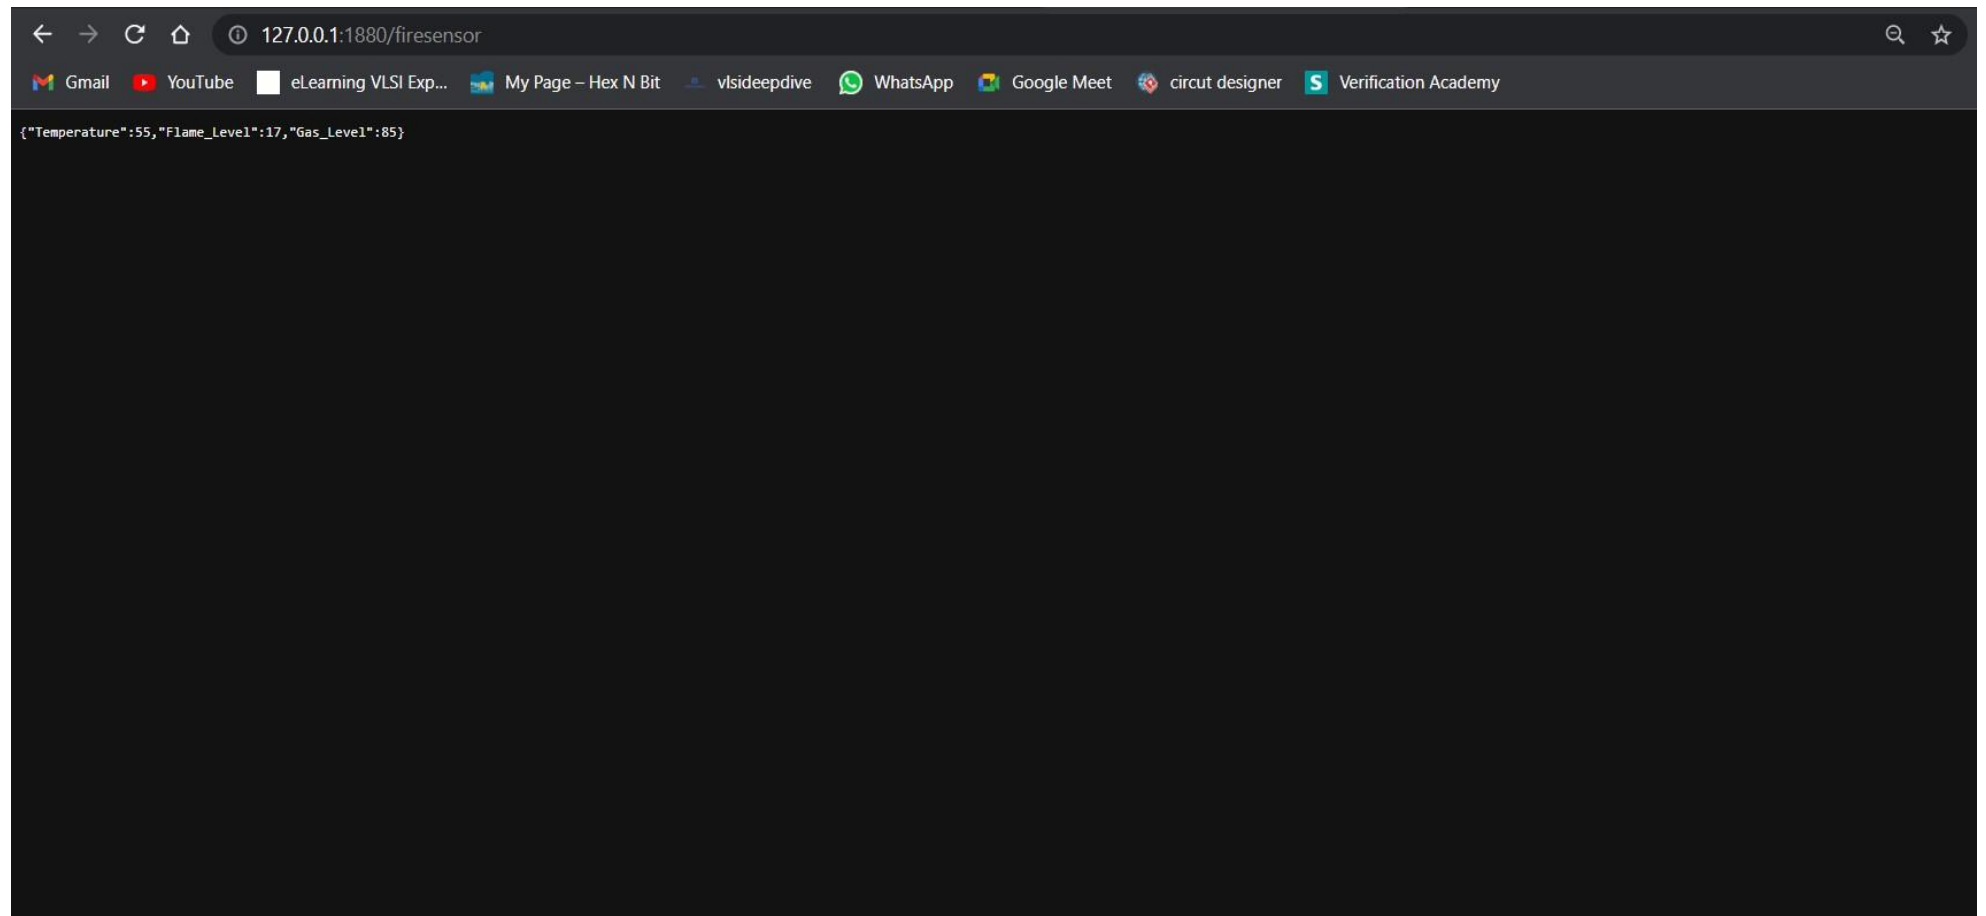 127.0.0.1:1880/firesensor
Gmail YouTube eLearning VLSI Exp... My Page – Hex N Bit vlsideepdive WhatsApp Google Meet circut designer S Verification Academy
{"Temperature":55,"Flame_Level":17,"Gas_Level":85}